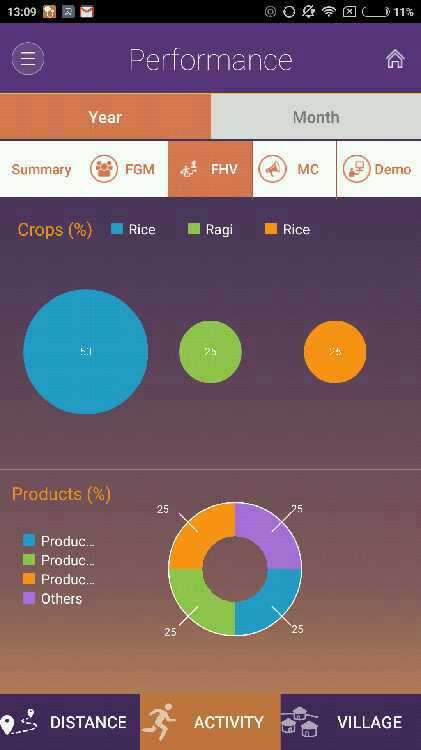 13:09 11%
Performance
Year Month
Summary FGM FHV MC Demo
Crops (%) Rice Ragi Rice
50 25 25
Products (%)
25 25
Produc...
Produc...
Produc...
Others
25 25
DISTANCE ACTIVITY VILLAGE